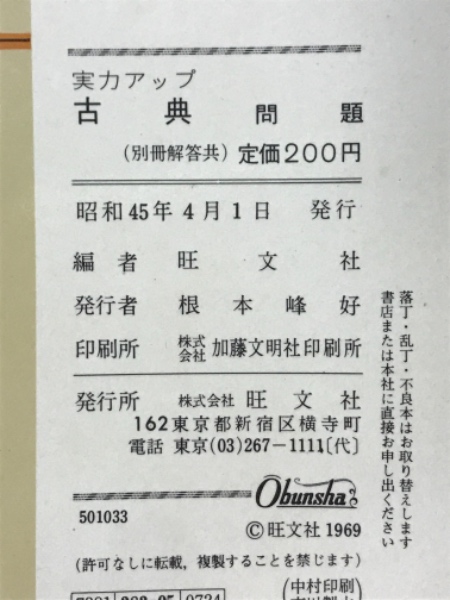 実力アップ
古典問題
(別冊解答共) 定価200円
昭和45年4月1日 発行
編者 旺文社
発行者 根本峰好
印刷所 株式会社 加藤文明社印刷所
発行所 株式会社 旺文社
162東京都新宿区横寺町
電話 東京(03)267-1111〔代〕
Obunsha
501033
©旺文社 1969
(許可なしに転載, 複製することを禁じます)
(中村印刷
落丁・乱丁・不良本はお取り替えします
書店または本社に直接お申し出ください